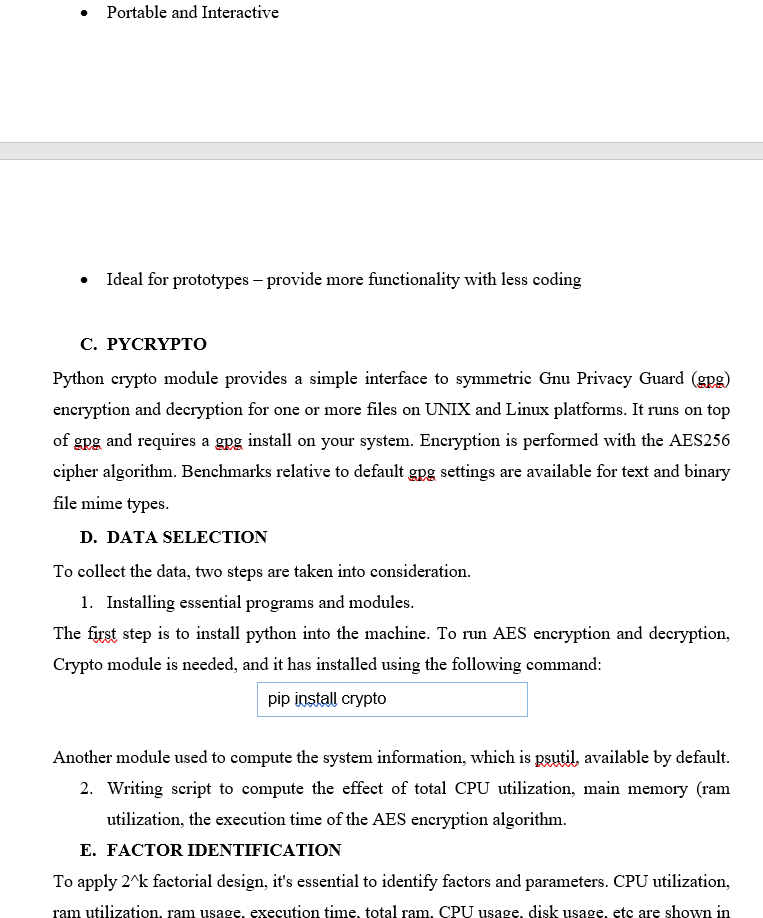 • Portable and Interactive
• Ideal for prototypes – provide more functionality with less coding
C. PYCRYPTO
Python crypto module provides a simple interface to symmetric Gnu Privacy Guard (gpg)
encryption and decryption for one or more files on UNIX and Linux platforms. It runs on top
of gpg and requires a gpg install on your system. Encryption is performed with the AES256
cipher algorithm. Benchmarks relative to default gpg settings are available for text and binary
file mime types.
D. DATA SELECTION
To collect the data, two steps are taken into consideration.
1. Installing essential programs and modules.
The first step is to install python into the machine. To run AES encryption and decryption,
Crypto module is needed, and it has installed using the following command:
pip install crypto
Another module used to compute the system information, which is psutil, available by default.
2. Writing script to compute the effect of total CPU utilization, main memory (ram
utilization, the execution time of the AES encryption algorithm.
E. FACTOR IDENTIFICATION
To apply 2^k factorial design, it's essential to identify factors and parameters. CPU utilization,
ram utilization, ram usage, execution time, total ram, CPU usage, disk usage, etc are shown in